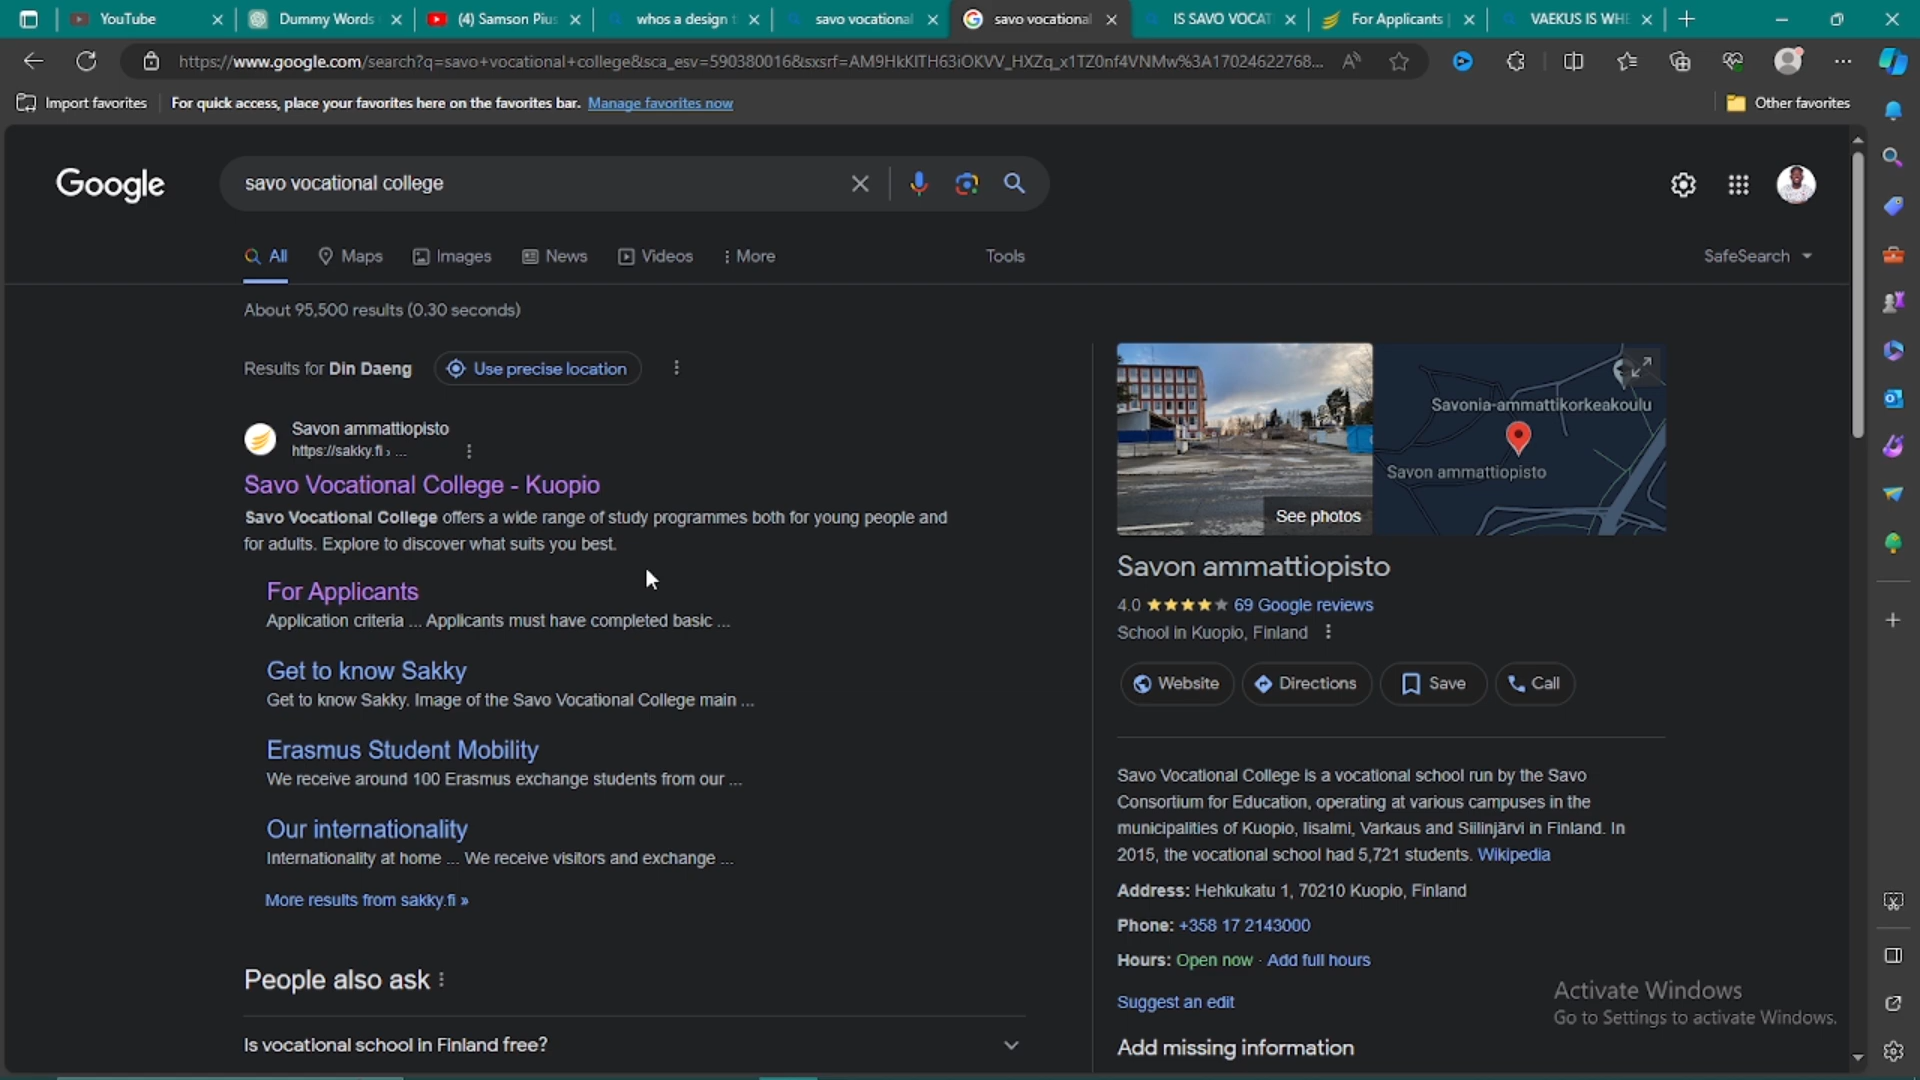 YouTube
Dummy Words
(4) Samson Pius
whos a design t
savo vocational
savo vocational
IS SAVO VOCAT
For Applicants
VAEKUS IS WHE
https://www.google.com/search?q=savo+vocational+college&sca_esv=590380016&sxsrf=AM9HkKITH63iOKVV_HXZq_x1TZ0nf4VNMw%3A17024622768...
Import favorites
For quick access, place your favorites here on the favorites bar. Manage favorites now
Other favorites
Google
savo vocational college
All
Maps
Images
News
Videos
More
Tools
SafeSearch
About 95,500 results (0.30 seconds)
Results for Din Daeng
Use precise location
Savon ammattiopisto
https://sakky.fi › ...
Savo Vocational College - Kuopio
Savo Vocational College offers a wide range of study programmes both for young people and
for adults. Explore to discover what suits you best.
For Applicants
Application criteria ... Applicants must have completed basic ...
Get to know Sakky
Get to know Sakky. Image of the Savo Vocational College main ...
Erasmus Student Mobility
We receive around 100 Erasmus exchange students from our ...
Our internationality
Internationality at home ... We receive visitors and exchange ...
More results from sakky.fi »
People also ask
Is vocational school in Finland free?
See photos
Savonia-ammattikorkeakoulu
Savon ammattiopisto
Savon ammattiopisto
4.0 69 Google reviews
School in Kuopio, Finland
Website
Directions
Save
Call
Savo Vocational College is a vocational school run by the Savo
Consortium for Education, operating at various campuses in the
municipalities of Kuopio, Iisalmi, Varkaus and Siilinjärvi in Finland. In
2015, the vocational school had 5,721 students. Wikipedia
Address: Hehkukatu 1, 70210 Kuopio, Finland
Phone: +358 17 2143000
Hours: Open now · Add full hours
Suggest an edit
Add missing information
Activate Windows
Go to Settings to activate Windows.